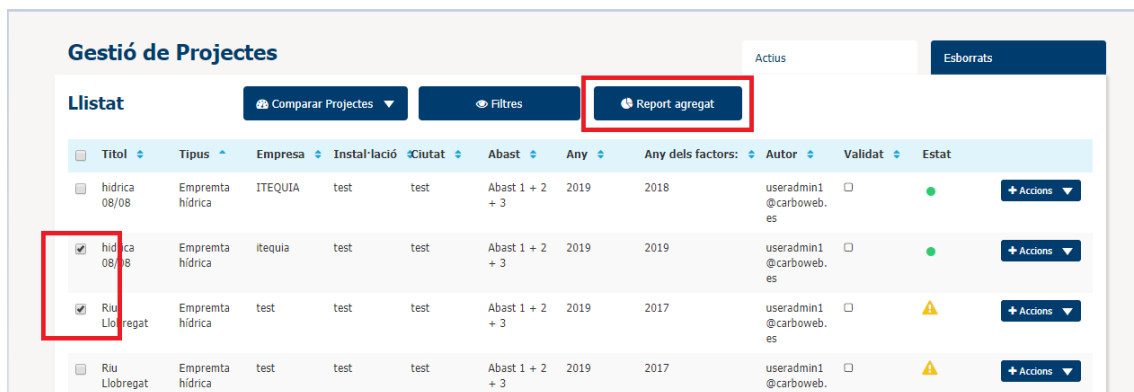 Gestió de Projectes
Actius
Esborrats
Llistat
Comparar Projectes
Filtres
Report agregat
Titol Tipus Empresa Instal·lació Ciutat Abast Any Any dels factors: Autor Validat Estat
hidrica Empremta ITEQUIA test test Abast 1 + 2 2019 2018 useradmin1 + Accions
08/08 hídrica + 3 @carboweb.
es
hidrica Empremta itequia test test Abast 1 + 2 2019 2019 useradmin1 + Accions
08/08 hídrica + 3 @carboweb.
es
Riu Empremta test test test Abast 1 + 2 2019 2017 useradmin1 + Accions
Llobregat hídrica + 3 @carboweb.
es
Riu Empremta test test test Abast 1 + 2 2019 2017 useradmin1 + Accions
Llobregat hídrica + 3 @carboweb.